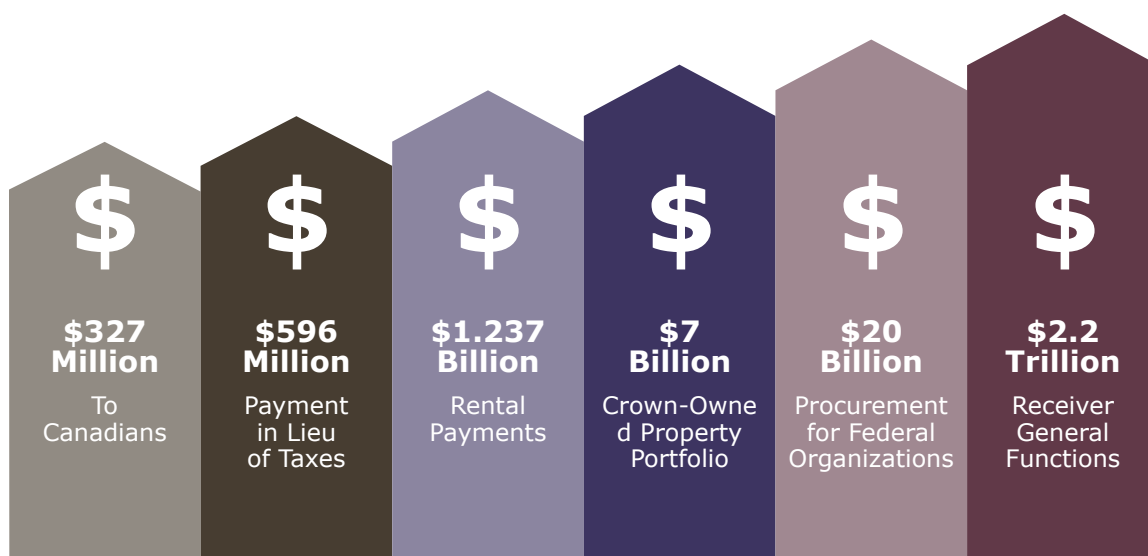 $
$327
Million
To
Canadians
$
$596
Million
Payment
in Lieu
of Taxes
$
$1.237
Billion
Rental
Payments
$
$7
Billion
Crown-Owne
d Property
Portfolio
$
$20
Billion
Procurement
for Federal
Organizations
$
$2.2
Trillion
Receiver
General
Functions